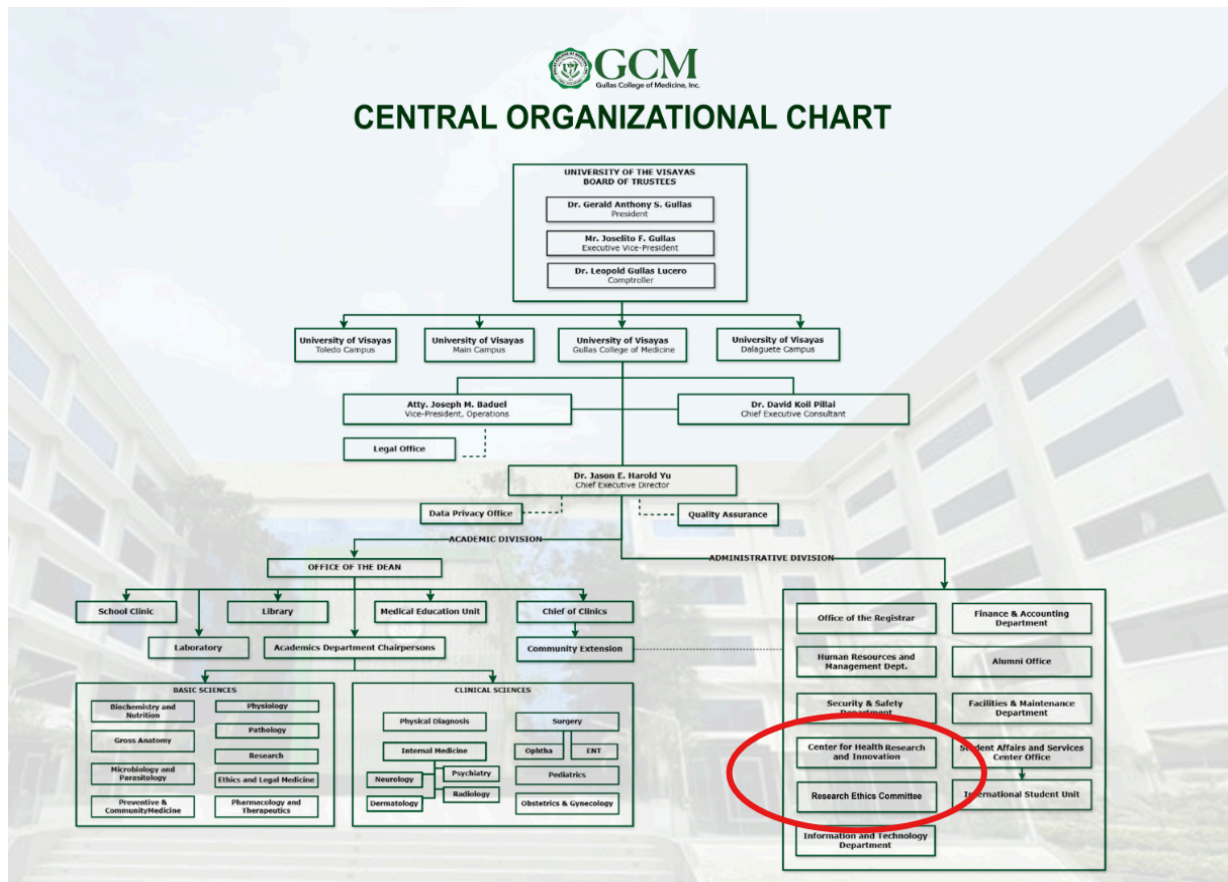 GCM
Gullas College of Medicine, Inc.
CENTRAL ORGANIZATIONAL CHART
UNIVERSITY OF THE VISAYAS
BOARD OF TRUSTEES
Dr. Gerald Anthony S. Gullas
President
Mr. Joselito F. Gullas
Executive Vice-President
Dr. Leopold Gullas Lucero
Comptroller
University of Visayas
Toledo Campus
University of Visayas
Main Campus
University of Visayas
Gullas College of Medicine
University of Visayas
Dalaguete Campus
Atty. Joseph M. Baduel
Vice-President, Operations
Dr. David Koil Pillai
Chief Executive Consultant
Legal Office
Dr. Jason E. Harold Yu
Chief Executive Director
Data Privacy Office
Quality Assurance
ACADEMIC DIVISION
ADMINISTRATIVE DIVISION
OFFICE OF THE DEAN
School Clinic
Library
Medical Education Unit
Chief of Clinics
Laboratory
Academics Department Chairpersons
Community Extension
BASIC SCIENCES
Biochemistry and
Nutrition
Physiology
Pathology
Gross Anatomy
Research
Microbiology and
Parasitology
Ethics and Legal Medicine
Preventive &
CommunityMedicine
Pharmacology and
Therapeutics
CLINICAL SCIENCES
Physical Diagnosis
Surgery
Internal Medicine
Ophtha
ENT
Neurology
Psychiatry
Pediatrics
Dermatology
Radiology
Obstetrics & Gynecology
Office of the Registrar
Finance & Accounting
Department
Human Resources and
Management Dept.
Alumni Office
Security & Safety
Department
Facilities & Maintenance
Department
Center for Health Research
and Innovation
Student Affairs and Services
Center Office
Research Ethics Committee
International Student Unit
Information and Technology
Department